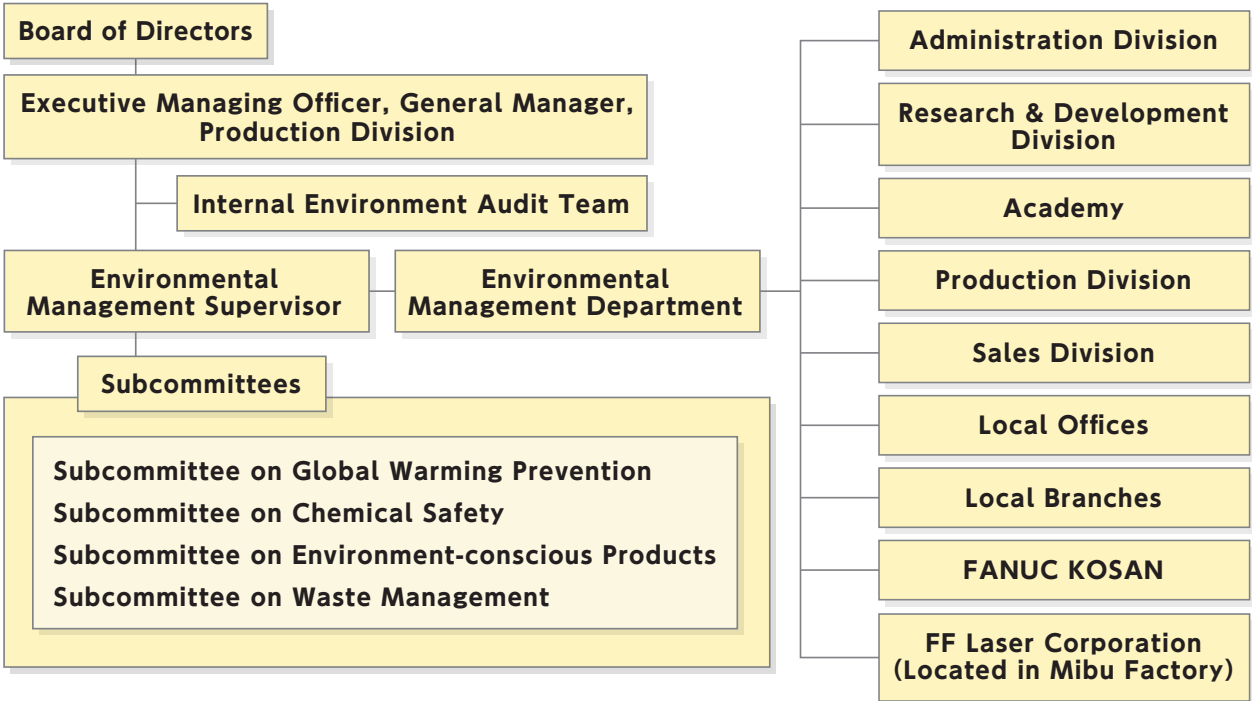 Board of Directors
Executive Managing Officer, General Manager,
Production Division
Internal Environment Audit Team
Environmental
Management Supervisor
Environmental
Management Department
Subcommittees
Subcommittee on Global Warming Prevention
Subcommittee on Chemical Safety
Subcommittee on Environment-conscious Products
Subcommittee on Waste Management
Administration Division
Research & Development
Division
Academy
Production Division
Sales Division
Local Offices
Local Branches
FANUC KOSAN
FF Laser Corporation
(Located in Mibu Factory)